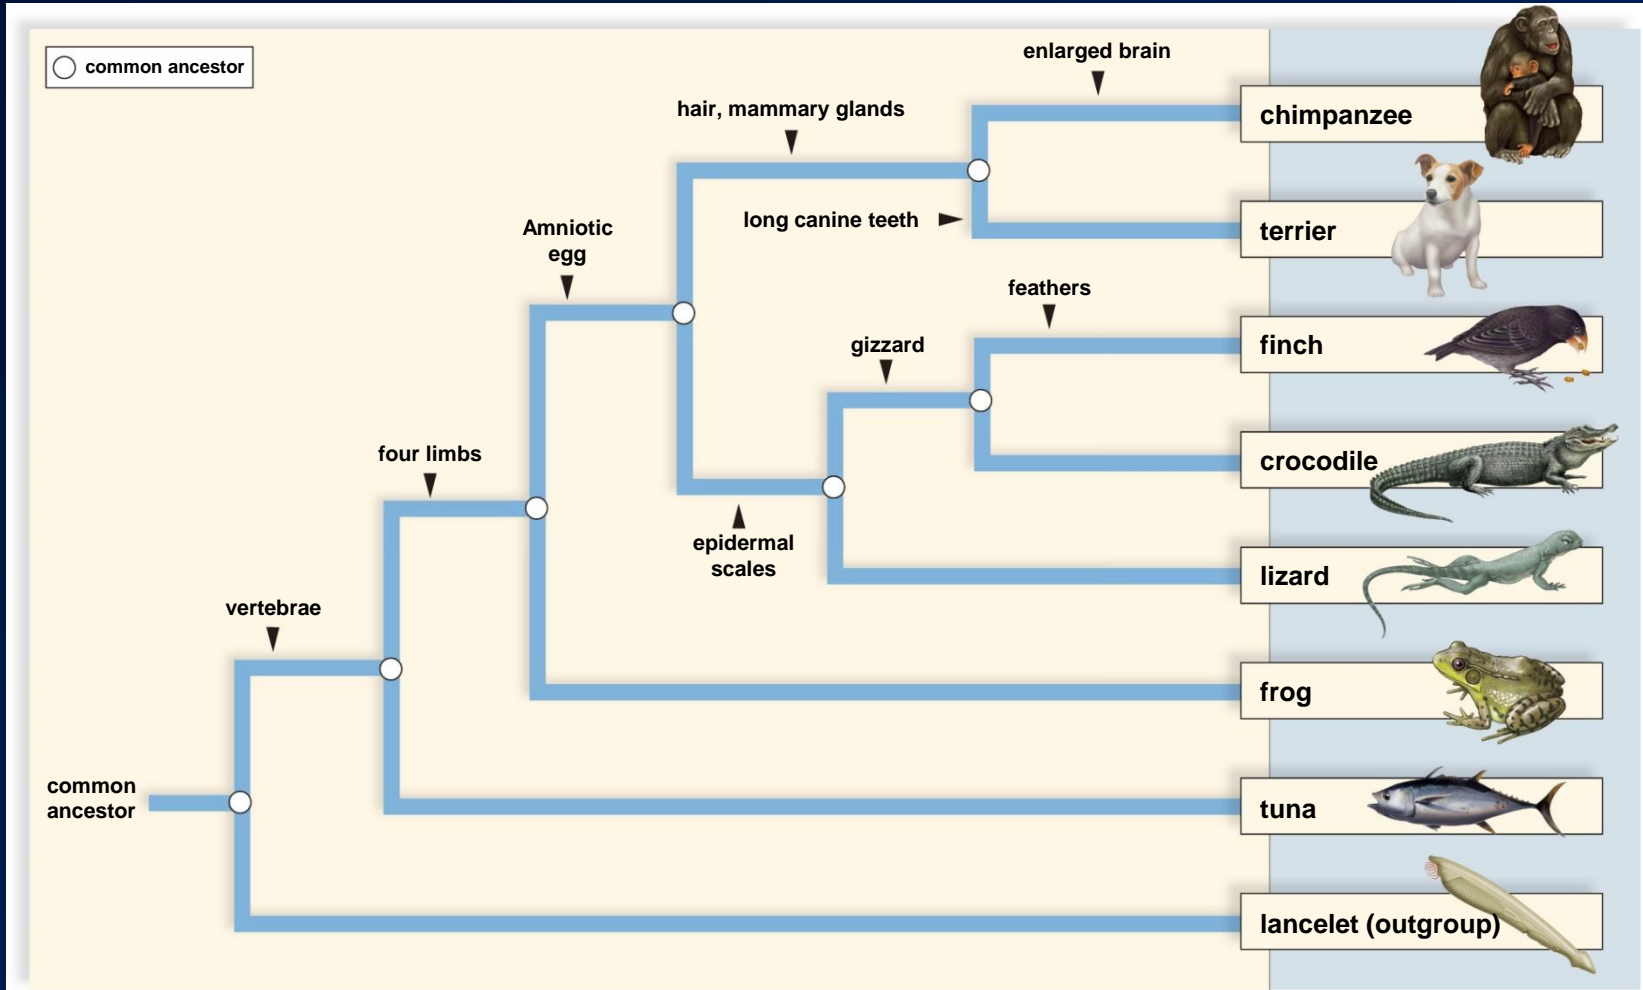 common ancestor
enlarged brain
hair, mammary glands
chimpanzee
long canine teeth
terrier
Amniotic
egg
feathers
finch
gizzard
crocodile
four limbs
epidermal
scales
lizard
vertebrae
frog
common
ancestor
tuna
lancelet (outgroup)